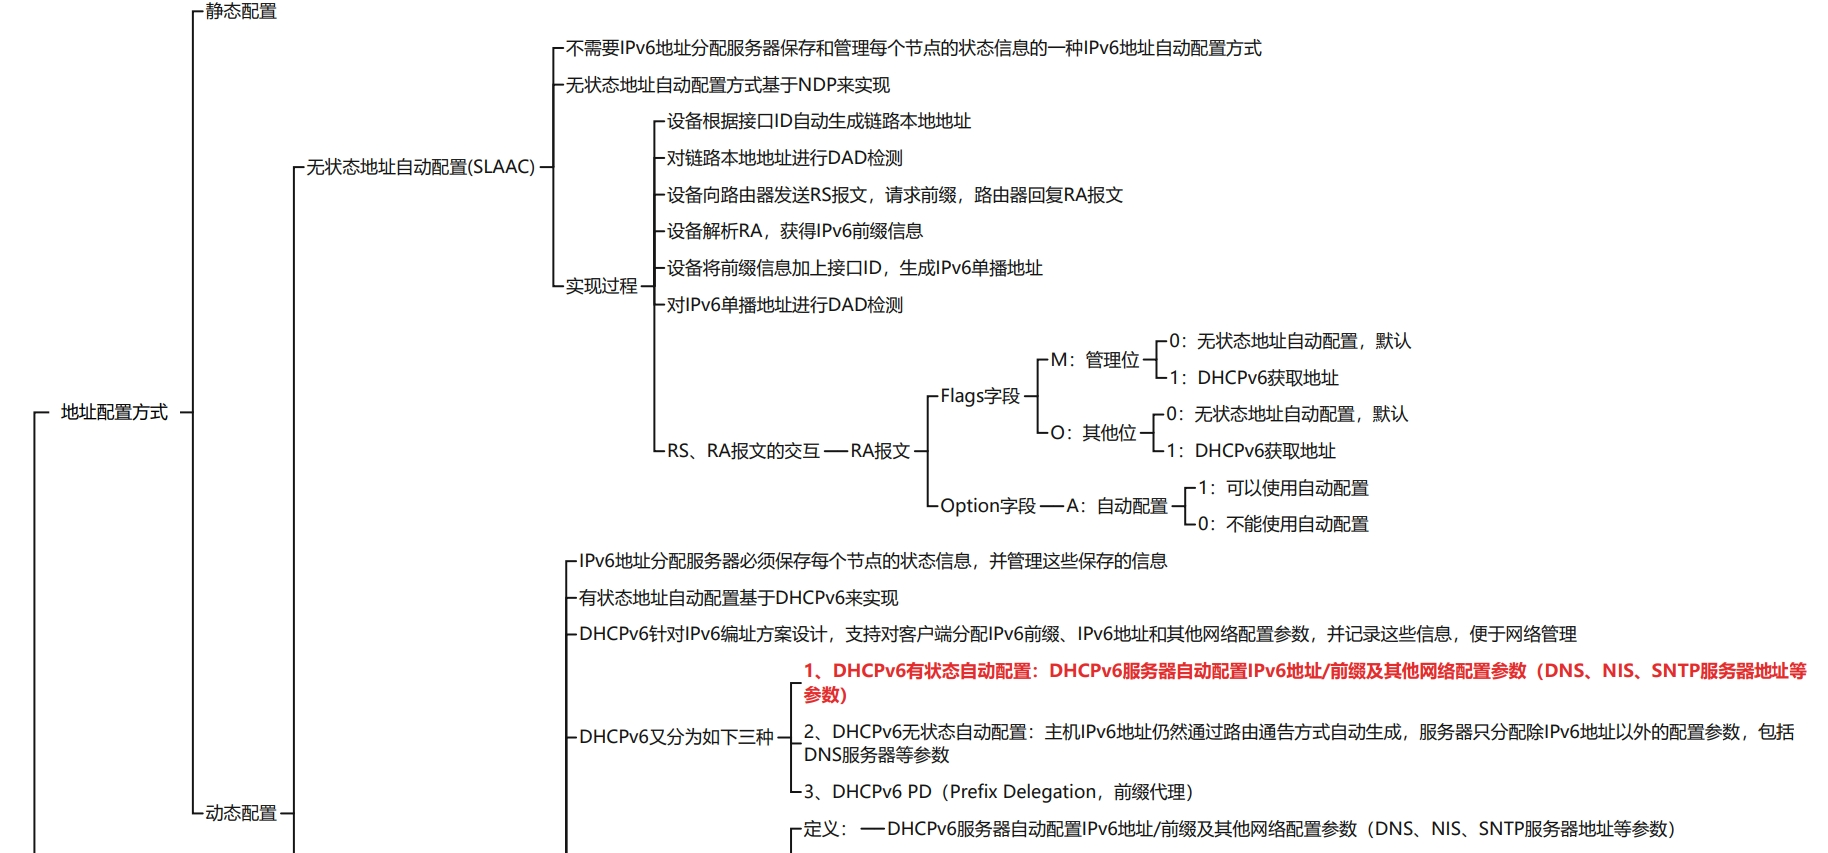 静态配置
不需要IPv6地址分配服务器保存和管理每个节点的状态信息的一种IPv6地址自动配置方式
无状态地址自动配置方式基于NDP来实现
设备根据接口ID自动生成链路本地地址
对链路本地地址进行DAD检测
无状态地址自动配置(SLAAC)
设备向路由器发送RS报文，请求前缀，路由器回复RA报文
设备解析RA，获得IPv6前缀信息
设备将前缀信息加上接口ID，生成IPv6单播地址
实现过程
对IPv6单播地址进行DAD检测
0：无状态地址自动配置，默认
M：管理位
1：DHCPv6获取地址
Flags字段
0：无状态地址自动配置，默认
O：其他位
1：DHCPv6获取地址
地址配置方式
RS、RA报文的交互
RA报文
1：可以使用自动配置
Option字段
A：自动配置
0：不能使用自动配置
IPv6地址分配服务器必须保存每个节点的状态信息，并管理这些保存的信息
有状态地址自动配置基于DHCPv6来实现
DHCPv6针对IPv6编址方案设计，支持对客户端分配IPv6前缀、IPv6地址和其他网络配置参数，并记录这些信息，便于网络管理
1、DHCPv6有状态自动配置：DHCPv6服务器自动配置IPv6地址/前缀及其他网络配置参数（DNS、NIS、SNTP服务器地址等
参数）
DHCPv6又分为如下三种
2、DHCPv6无状态自动配置：主机IPv6地址仍然通过路由通告方式自动生成，服务器只分配除IPv6地址以外的配置参数，包括
DNS服务器等参数
3、DHCPv6 PD（Prefix Delegation，前缀代理）
动态配置
定义：
DHCPv6服务器自动配置IPv6地址/前缀及其他网络配置参数（DNS、NIS、SNTP服务器地址等参数）